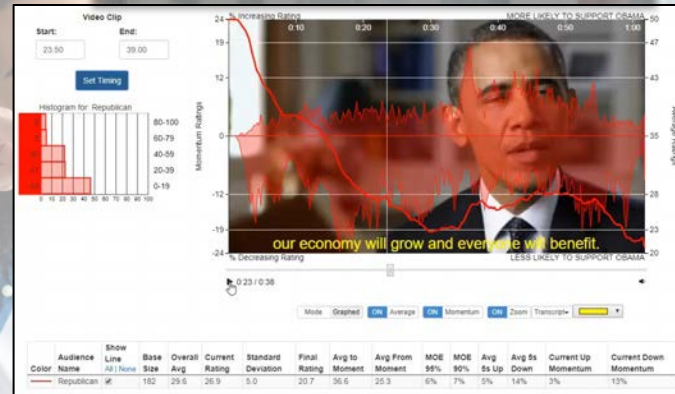 Video Clip
Start: End:
23.50 39.00
Set Timing
Histogram for Republican
80-100
60-79
40-59
20-39
0-19
0 10 20 30 40 50 60 70 80 90 100
% Increasing Rating MORE LIKELY TO SUPPORT OBAMA
0:10 0:20 0:30 0:40 0:50 1:00
24 50
19 47
12 43
0 35
-12 28
-19 23
-24 20
Momentum Ratings
our economy will grow and everyone will benefit.
% Decreasing Rating LESS LIKELY TO SUPPORT OBAMA
0:23 / 0:38
Mode Graphed ON Average ON Momentum ON Zoom Transcript
Color Audience Name Show Line All | None Base Size Overall Avg Current Rating Standard Deviation Final Rating Avg to Moment Avg From Moment MOE 95% MOE 90% Avg 5s Up Avg 5s Down Current Up Momentum Current Down Momentum
Republican 182 29.6 26.9 5.0 20.7 36.6 25.3 6% 7% 5% 14% 3% 13%